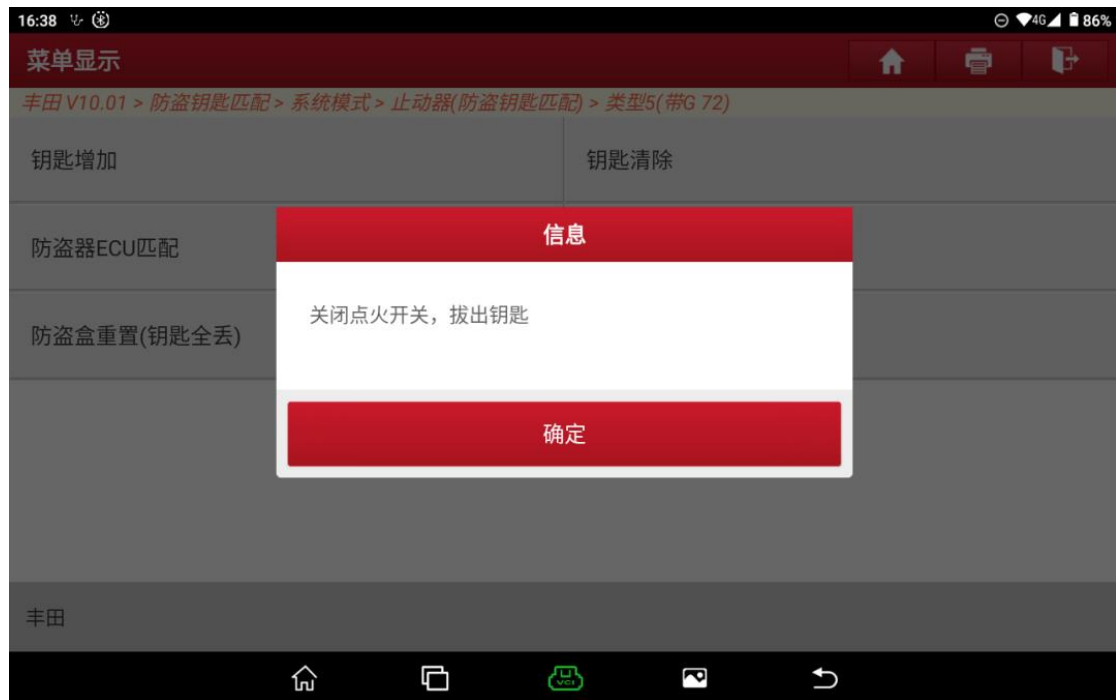 16:38
4G 86%
菜单显示
丰田 V10.01 > 防盗钥匙匹配 > 系统模式 > 止动器(防盗钥匙匹配) > 类型5(带G 72)
钥匙增加
钥匙清除
信息
防盗器ECU匹配
关闭点火开关，拔出钥匙
防盗盒重置(钥匙全丢)
确定
丰田
VCI